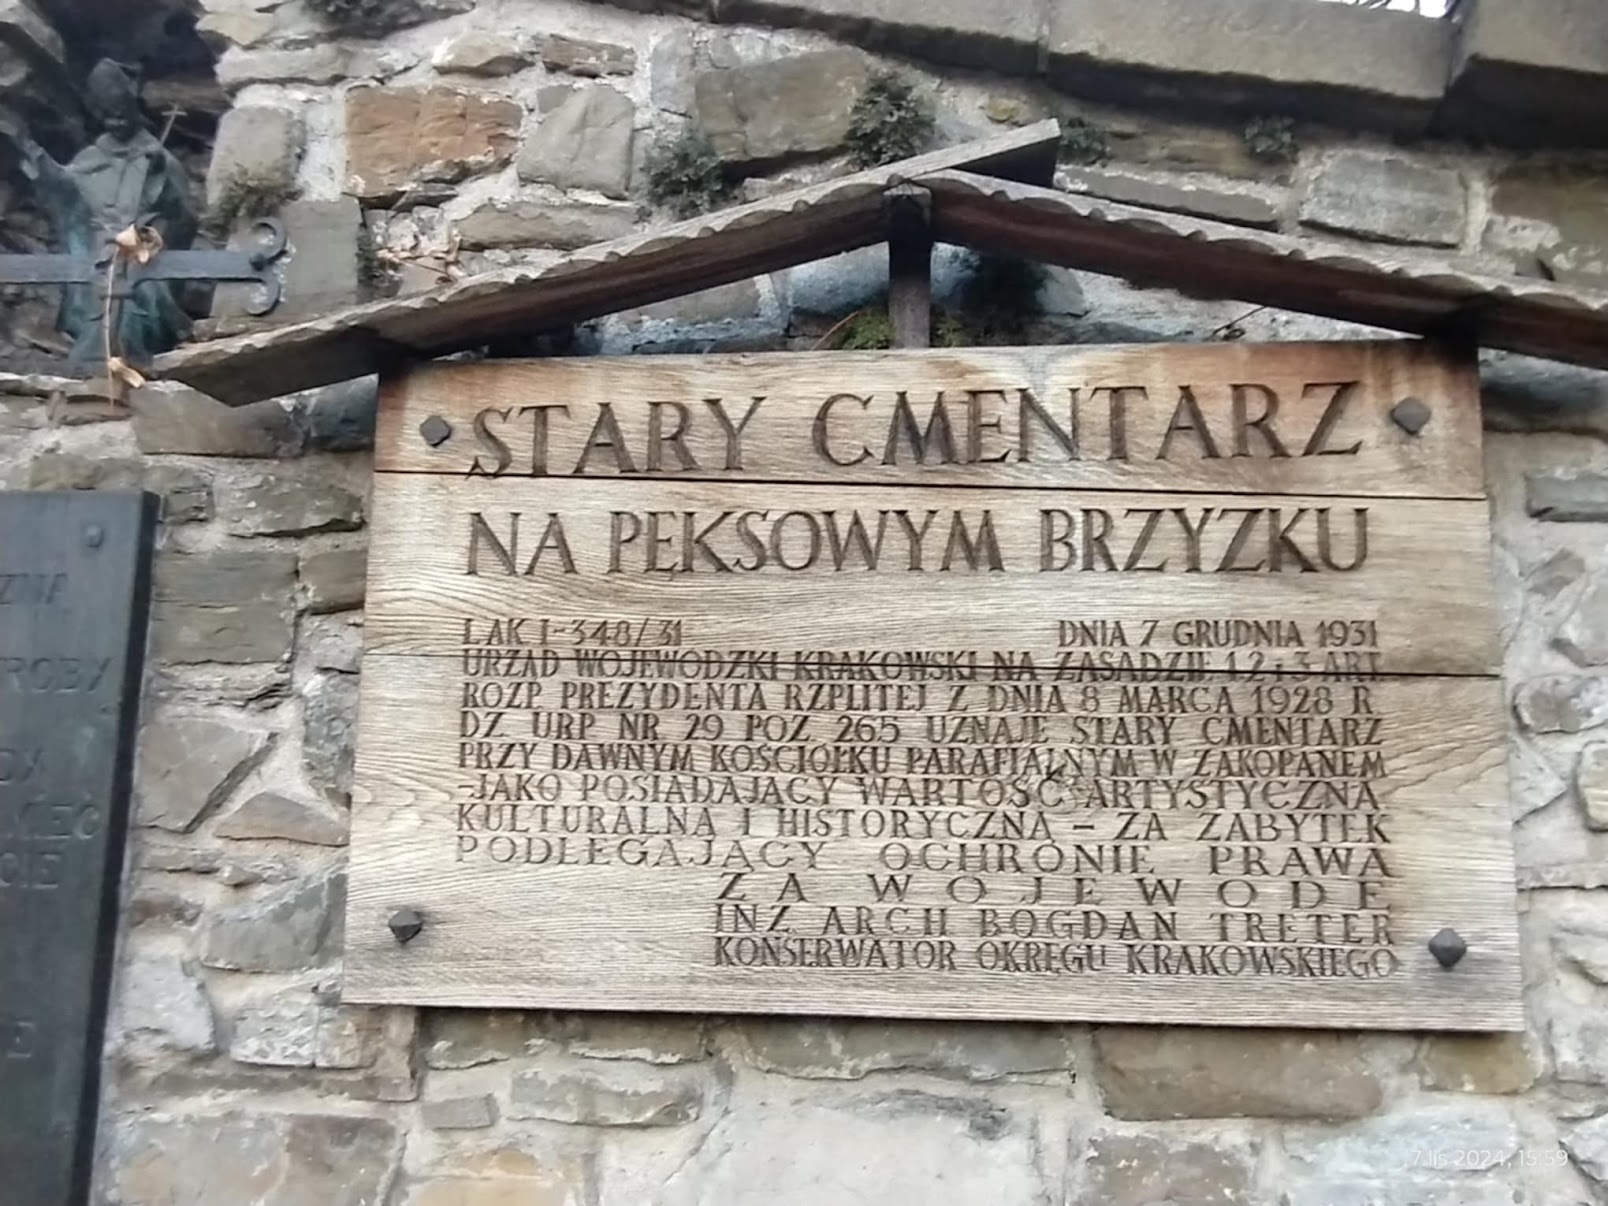 STARY CMENTARZ
NA PĘKSOWYM BRZYZKU
L AK I-348/31 DNIA 7 GRUDNIA 1931
URZĄD WOJEWÓDZKI KRAKOWSKI NA ZASADZIE 1.2 i 3 ART.
ROZP PREZYDENTA RZPLITEJ Z DNIA 8 MARCA 1928 R
DZ URP NR 29 POZ 265 UZNAJE STARY CMENTARZ
PRZY DAWNYM KOŚCIÓŁKU PARAFIALNYM W ZAKOPANEM
-JAKO POSIADAJĄCY WARTOŚĆ ARTYSTYCZNĄ
KULTURALNĄ I HISTORYCZNĄ - ZA ZABYTEK
PODLEGAJĄCY OCHRONIE PRAWA
ZA WOJEWODĘ
INŻ ARCH BOGDAN TRETER
KONSERWATOR OKRĘGU KRAKOWSKIEGO
7 lis 2024, 15:59